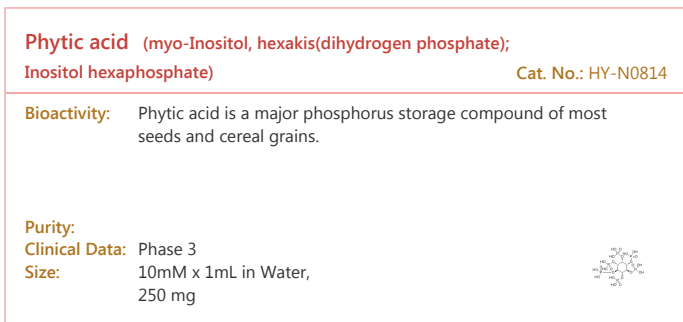 Phytic acid (myo-Inositol, hexakis(dihydrogen phosphate);
Inositol hexaphosphate) Cat. No.: HY-N0814
Bioactivity: Phytic acid is a major phosphorus storage compound of most
seeds and cereal grains.
Purity:
Clinical Data: Phase 3
Size: 10mM x 1mL in Water,
250 mg